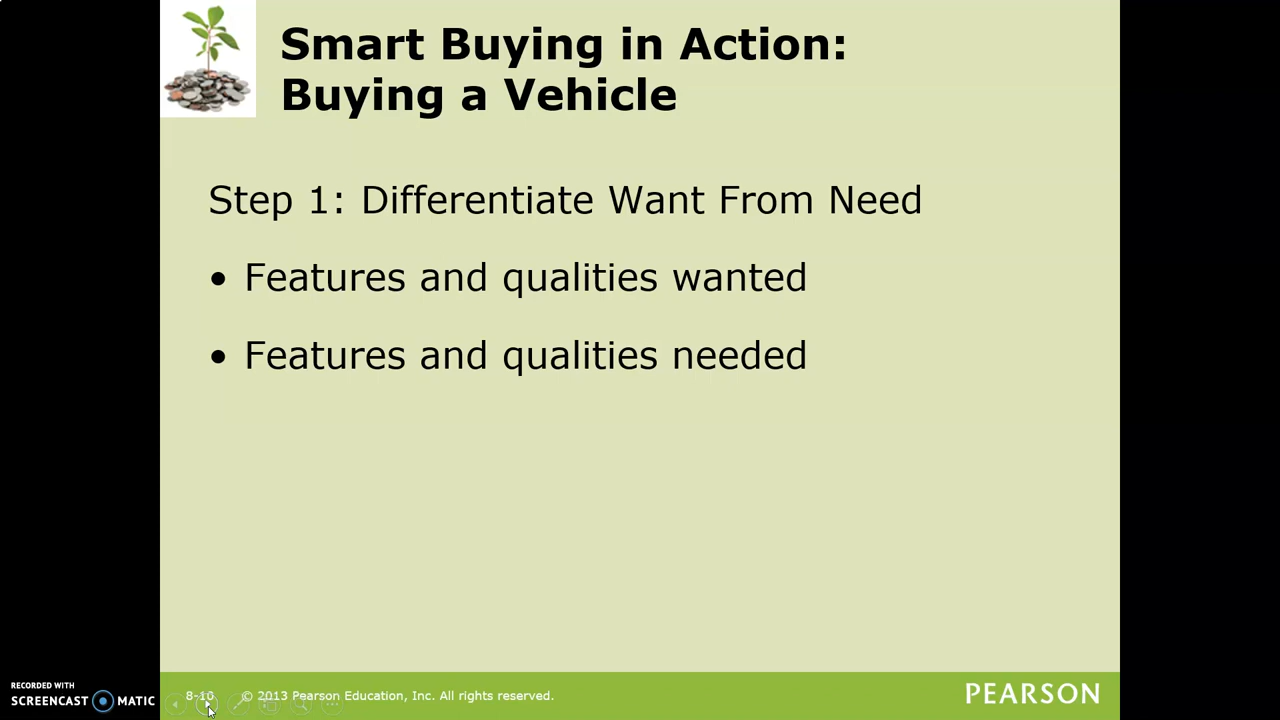 Smart Buying in Action:
Buying a Vehicle
Step 1: Differentiate Want From Need
• Features and qualities wanted
• Features and qualities needed
RECORDED WITH
SCREENCAST MATIC
8-10 © 2013 Pearson Education, Inc. All rights reserved.
PEARSON